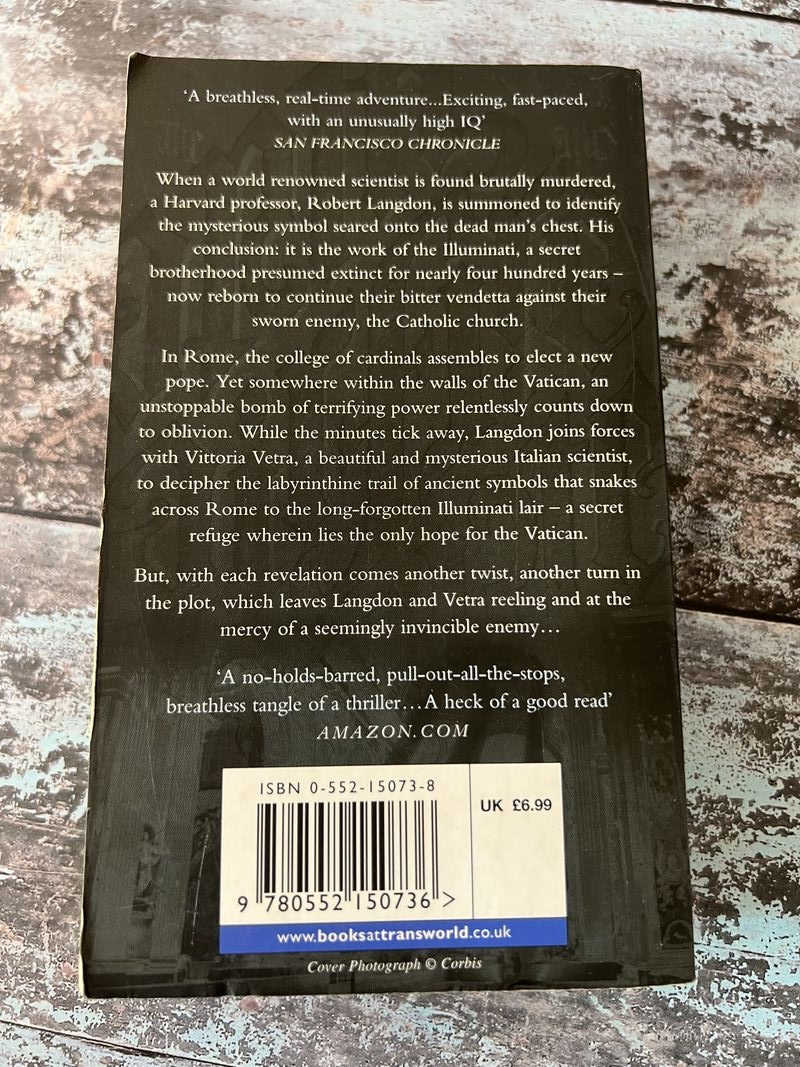 ‘A breathless, real-time adventure...Exciting, fast-paced,
with an unusually high IQ’
SAN FRANCISCO CHRONICLE
When a world renowned scientist is found brutally murdered,
a Harvard professor, Robert Langdon, is summoned to identify
the mysterious symbol seared onto the dead man’s chest. His
conclusion: it is the work of the Illuminati, a secret
brotherhood presumed extinct for nearly four hundred years –
now reborn to continue their bitter vendetta against their
sworn enemy, the Catholic church.
In Rome, the college of cardinals assembles to elect a new
pope. Yet somewhere within the walls of the Vatican, an
unstoppable bomb of terrifying power relentlessly counts down
to oblivion. While the minutes tick away, Langdon joins forces
with Vittoria Vetra, a beautiful and mysterious Italian scientist,
to decipher the labyrinthine trail of ancient symbols that snakes
across Rome to the long-forgotten Illuminati lair – a secret
refuge wherein lies the only hope for the Vatican.
But, with each revelation comes another twist, another turn in
the plot, which leaves Langdon and Vetra reeling and at the
mercy of a seemingly invincible enemy…
‘A no-holds-barred, pull-out-all-the-stops,
breathless tangle of a thriller…A heck of a good read’
AMAZON.COM
ISBN 0-552-15073-8
UK £6.99
9 780552 150736 >
www.booksattransworld.co.uk
Cover Photograph © Corbis